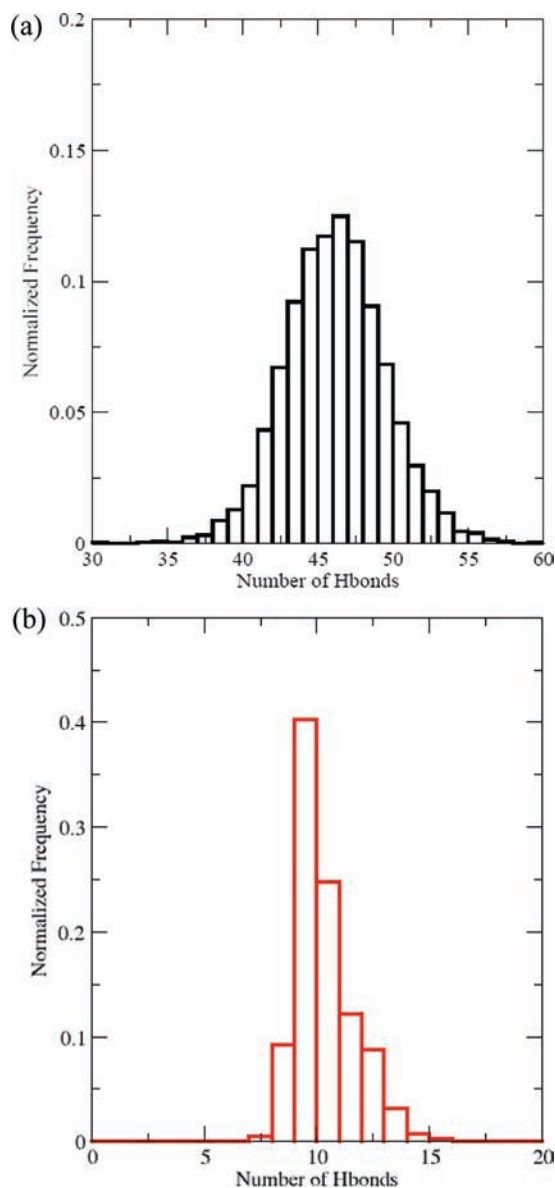 (a)
0.2
0.15
0.1
0.05
0
Normalized Frequency
30 35 40 45 50 55 60
Number of Hbonds
(b)
0.5
0.4
0.3
0.2
0.1
0
Normalized Frequency
0 5 10 15 20
Number of Hbonds